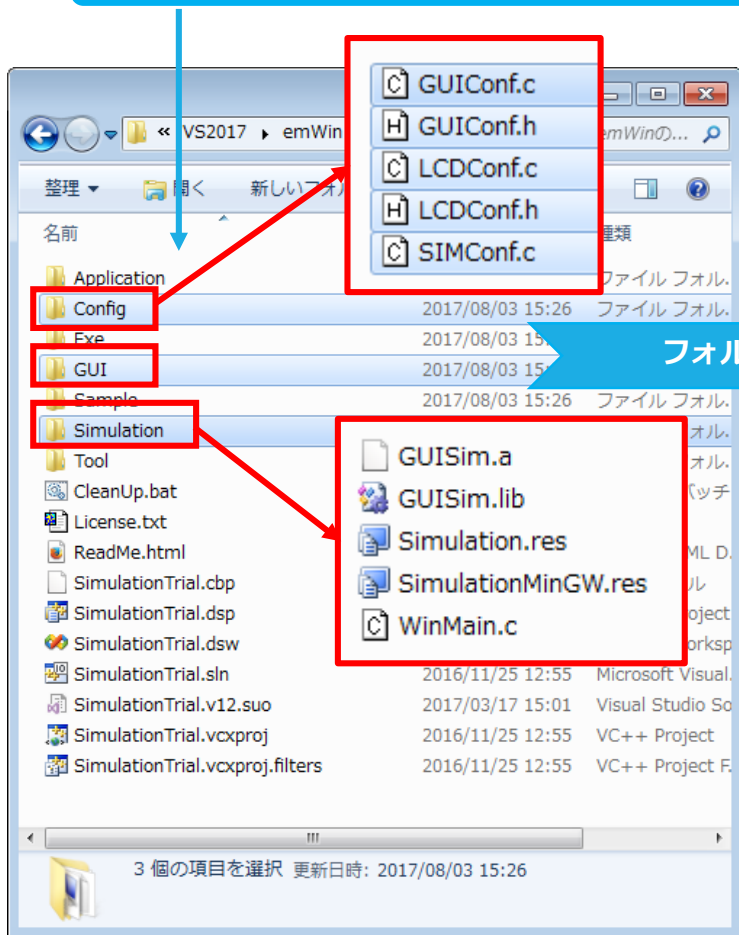 GUIConf.c
GUIConf.h
LCDConf.c
LCDConf.h
SIMConf.c
« VS2017 ▸ emWin
emWinの...
整理 ▼ 開く 新しいフォル
名前
種類
Application
ファイル フォル.
Config 2017/08/03 15:26 ファイル フォル.
Exe 2017/08/03 15
GUI 2017/08/03 15
フォル
Sample 2017/08/03 15:26 ファイル フォル.
Simulation
ォル.
Tool
ォル.
CleanUp.bat
バッチ
License.txt
ReadMe.html
ML D.
SimulationTrial.cbp
ル
SimulationTrial.dsp
oject
SimulationTrial.dsw
orksp
SimulationTrial.sln 2016/11/25 12:55 Microsoft Visual.
SimulationTrial.v12.suo 2017/03/17 15:01 Visual Studio So
SimulationTrial.vcxproj 2016/11/25 12:55 VC++ Project
SimulationTrial.vcxproj.filters 2016/11/25 12:55 VC++ Project F.
GUISim.a
GUISim.lib
Simulation.res
SimulationMinGW.res
WinMain.c
3 個の項目を選択 更新日時: 2017/08/03 15:26